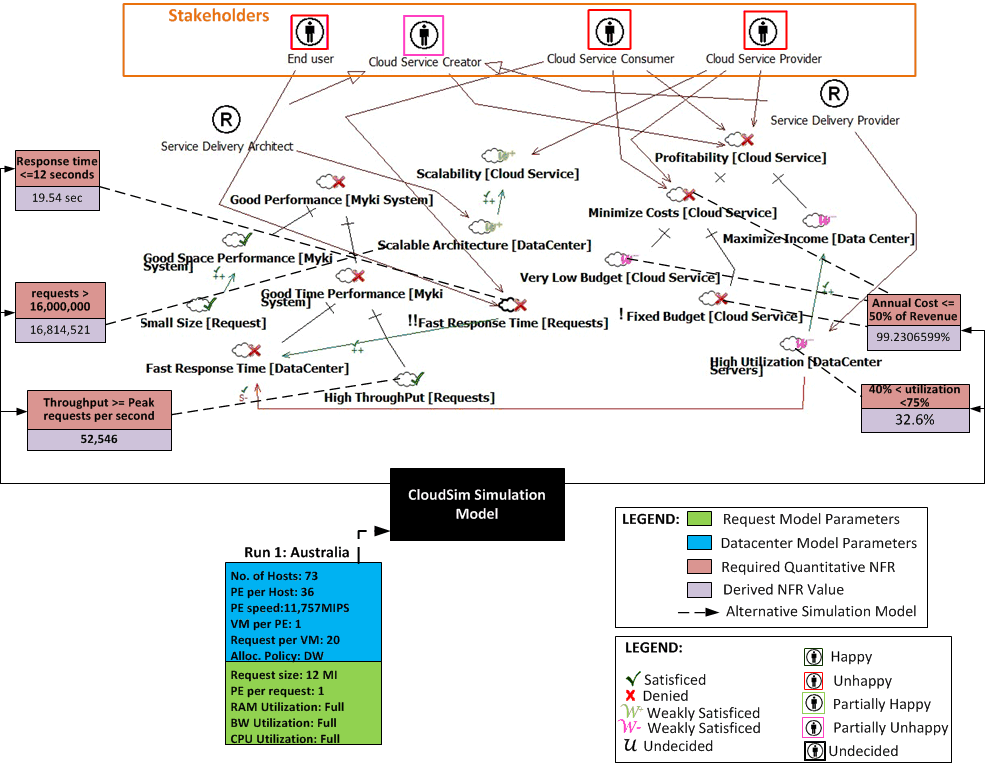 Stakeholders
End user
Cloud Service Creator
Cloud Service Consumer
Cloud Service Provider
R
Service Delivery Architect
R
Service Delivery Provider
Response time
<=12 seconds
19.54 sec
W+
Scalability [Cloud Service]
Profitability [Cloud Service]
Good Performance [Myki System]
++
Minimize Costs [Cloud Service]
W+
Scalable Architecture [DataCenter]
W-
Maximize Income [Data Center]
Good Space Performance [Myki
System]
++
W-
Very Low Budget [Cloud Service]
Good Time Performance [Myki
System]
++
requests >
16,000,000
16,814,521
Small Size [Request]
!!Fast Response Time [Requests]
! Fixed Budget [Cloud Service]
Annual Cost <=
50% of Revenue
99.2306599%
++
Fast Response Time [DataCenter]
W-
High Utilization [DataCenter
Servers]
S-
High ThroughPut [Requests]
Throughput >= Peak
requests per second
52,546
40% < utilization
<75%
32.6%
CloudSim Simulation
Model
Run 1: Australia
No. of Hosts: 73
PE per Host: 36
PE speed:11,757MIPS
VM per PE: 1
Request per VM: 20
Alloc. Policy: DW
Request size: 12 MI
PE per request: 1
RAM Utilization: Full
BW Utilization: Full
CPU Utilization: Full
LEGEND:
Request Model Parameters
Datacenter Model Parameters
Required Quantitative NFR
Derived NFR Value
Alternative Simulation Model
LEGEND:
Satisficed
Denied
W+ Weakly Satisficed
W- Weakly Satisficed
U Undecided
Happy
Unhappy
Partially Happy
Partially Unhappy
Undecided